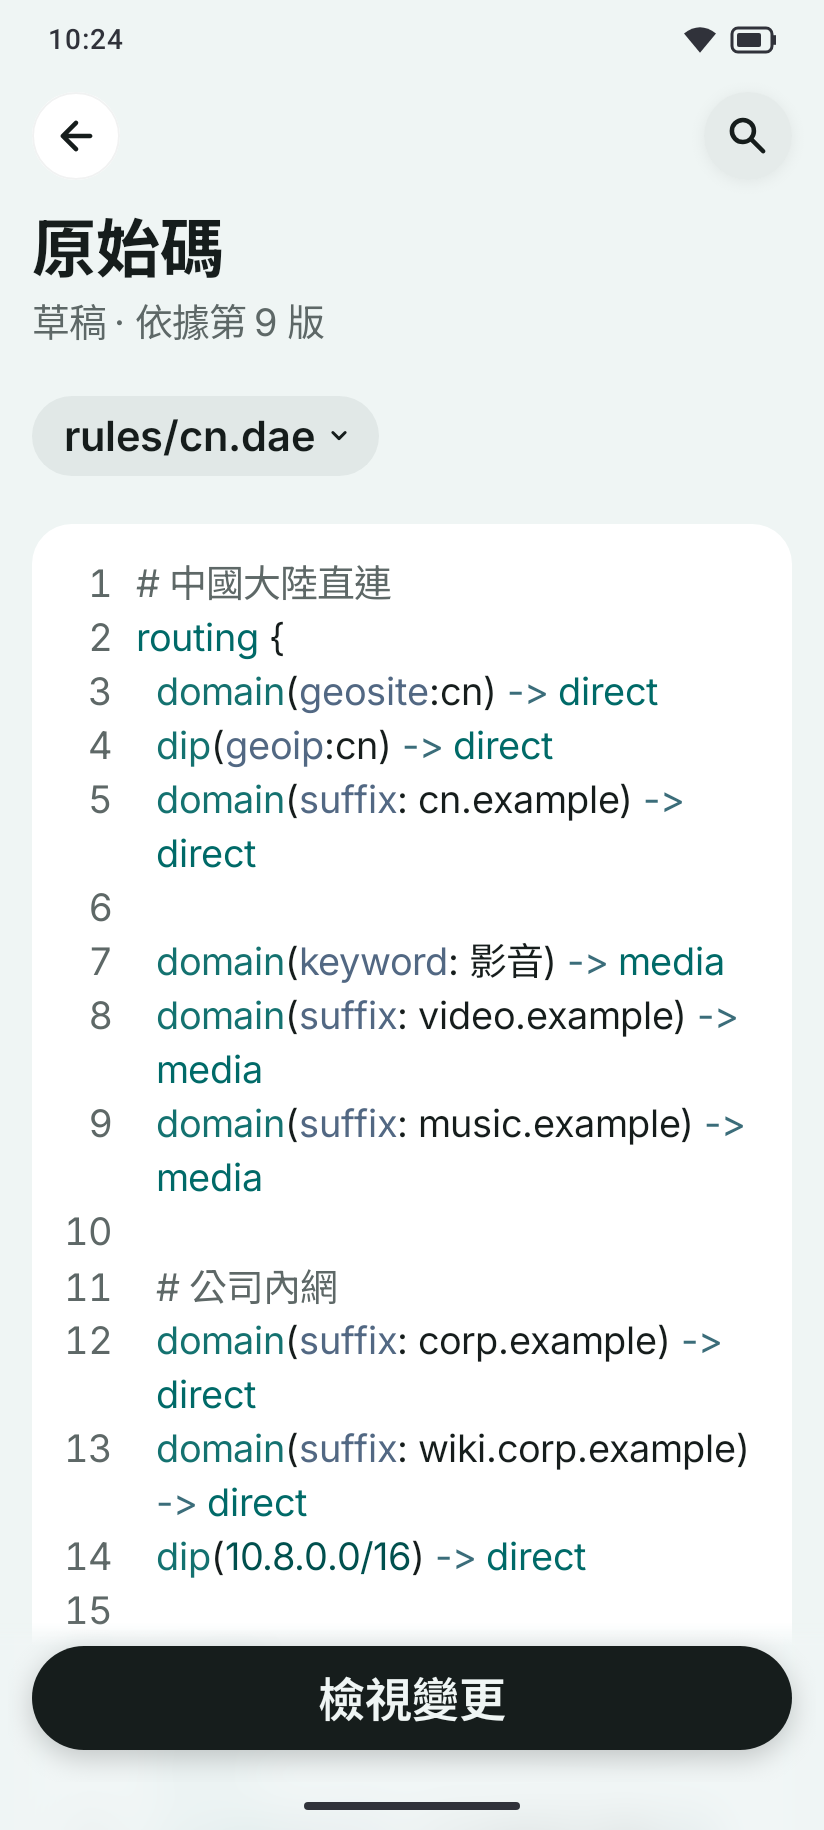 10:24
原始碼
草稿 · 依據第 9 版
rules/cn.dae
1 # 中國大陸直連
2 routing {
3 domain(geosite:cn) -> direct
4 dip(geoip:cn) -> direct
5 domain(suffix: cn.example) ->
direct
6
7 domain(keyword: 影音) -> media
8 domain(suffix: video.example) ->
media
9 domain(suffix: music.example) ->
media
10
11 # 公司內網
12 domain(suffix: corp.example) ->
direct
13 domain(suffix: wiki.corp.example)
-> direct
14 dip(10.8.0.0/16) -> direct
15
檢視變更